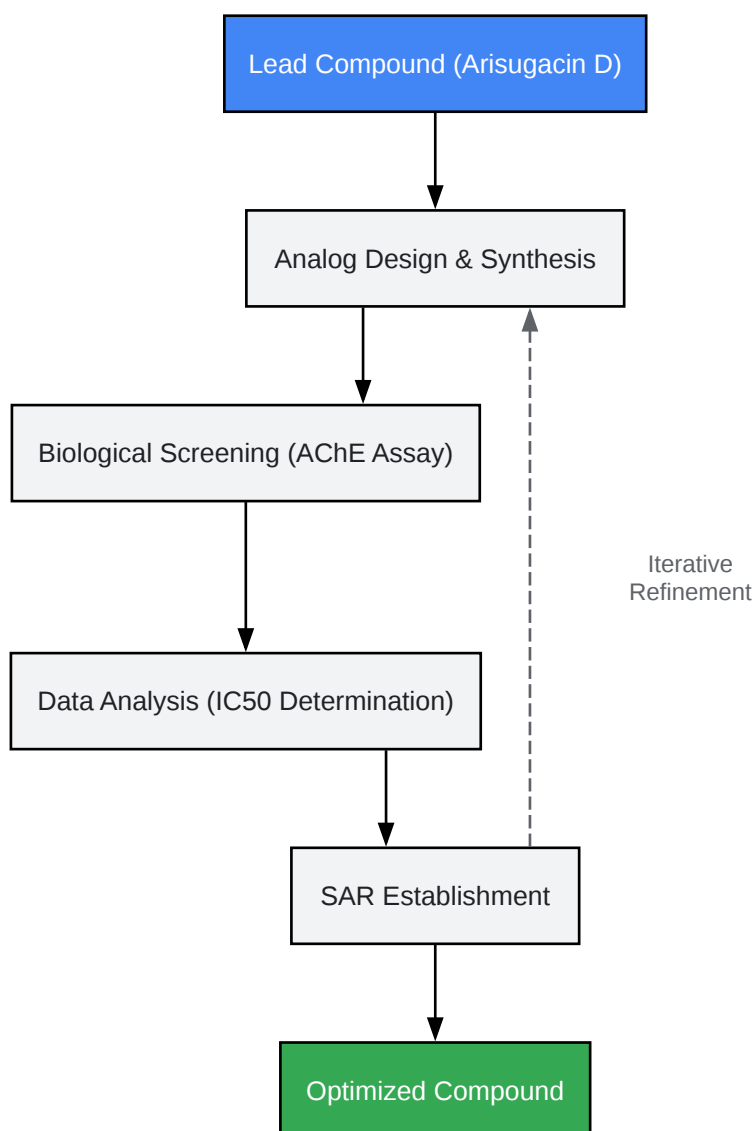 Lead Compound (Arisugacin D)
Analog Design & Synthesis
Biological Screening (AChE Assay)
Iterative
Refinement
Data Analysis (IC50 Determination)
SAR Establishment
Optimized Compound